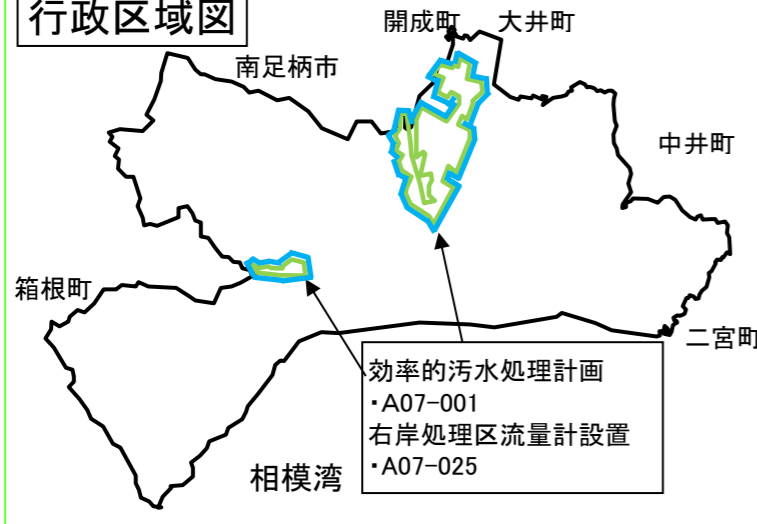 行政区域図
開成町
大井町
南足柄市
中井町
箱根町
二宮町
効率的汚水処理計画
・A07-001
右岸処理区流量計設置
・A07-025
相模湾